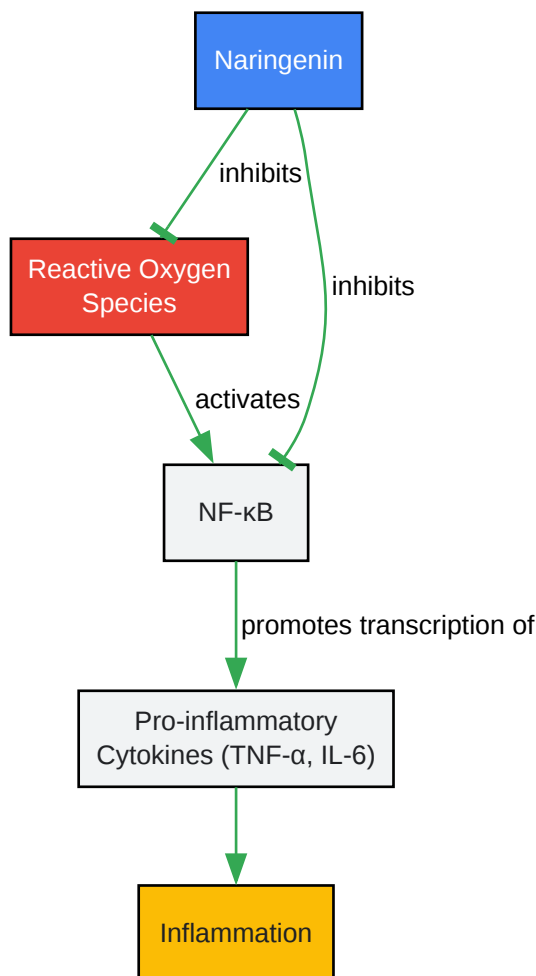 Naringenin
inhibits
Reactive Oxygen
Species
inhibits
activates
NF-κB
promotes transcription of
Pro-inflammatory
Cytokines (TNF-α, IL-6)
Inflammation